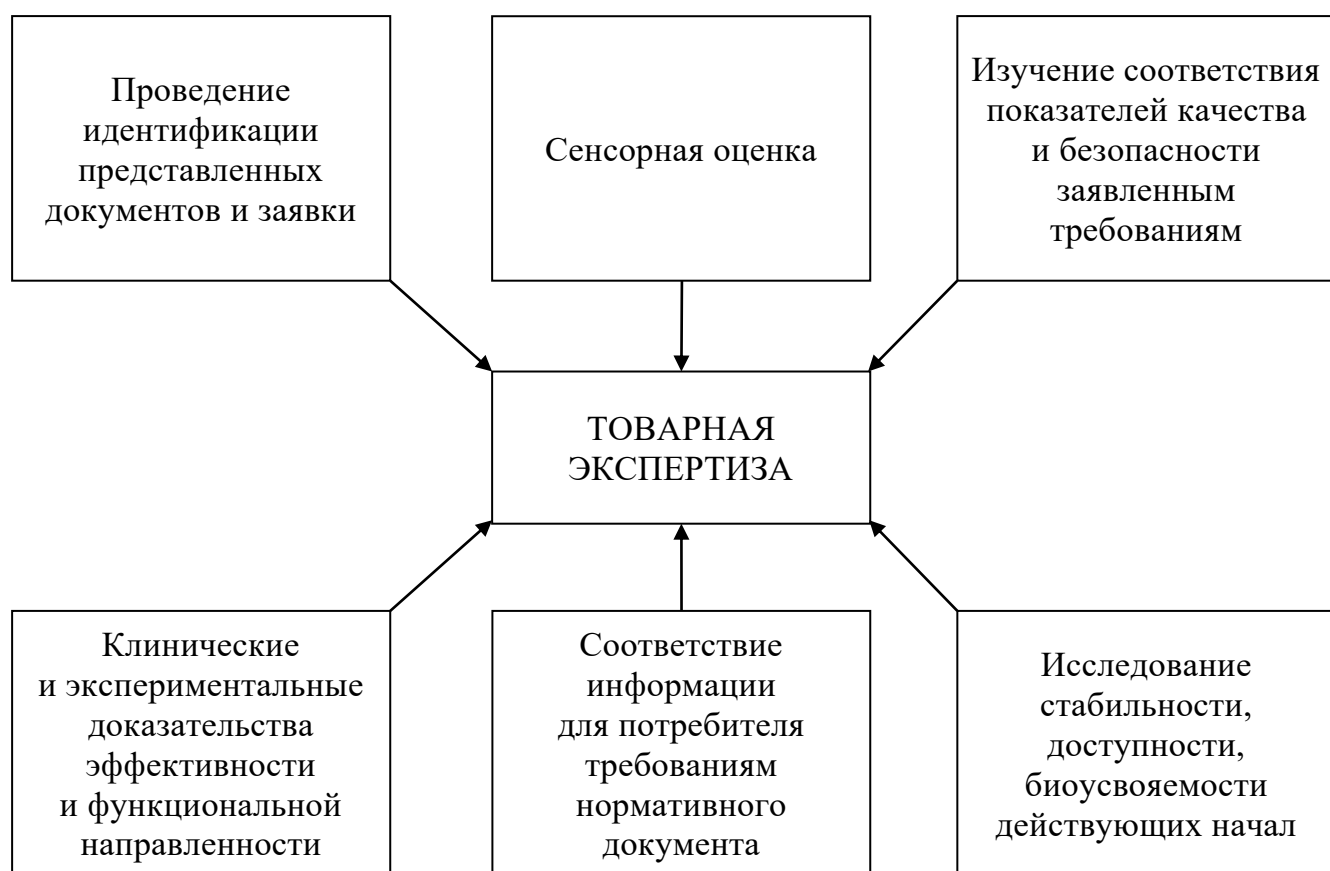 Проведение
идентификации
представленных
документов и заявки
Сенсорная оценка
Изучение соответствия
показателей качества
и безопасности
заявленным
требованиям
ТОВАРНАЯ
ЭКСПЕРТИЗА
Клинические
и экспериментальные
доказательства
эффективности
и функциональной
направленности
Соответствие
информации
для потребителя
требованиям
нормативного
документа
Исследование
стабильности,
доступности,
биоусвояемости
действующих начал